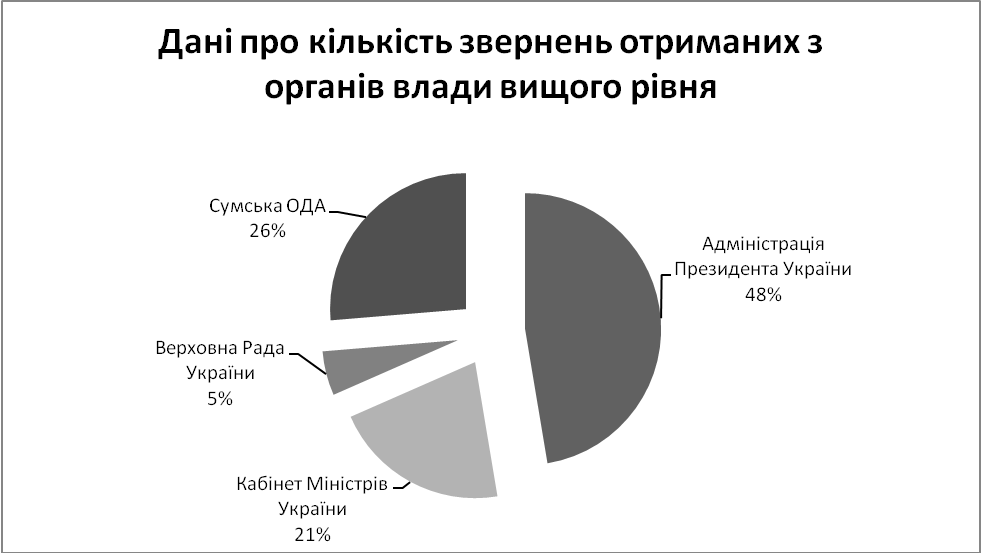 Дані про кількість звернень отриманих з
органів влади вищого рівня
Сумська ОДА
26%
Адміністрація
Президента України
48%
Верховна Рада
України
5%
Кабінет Міністрів
України
21%